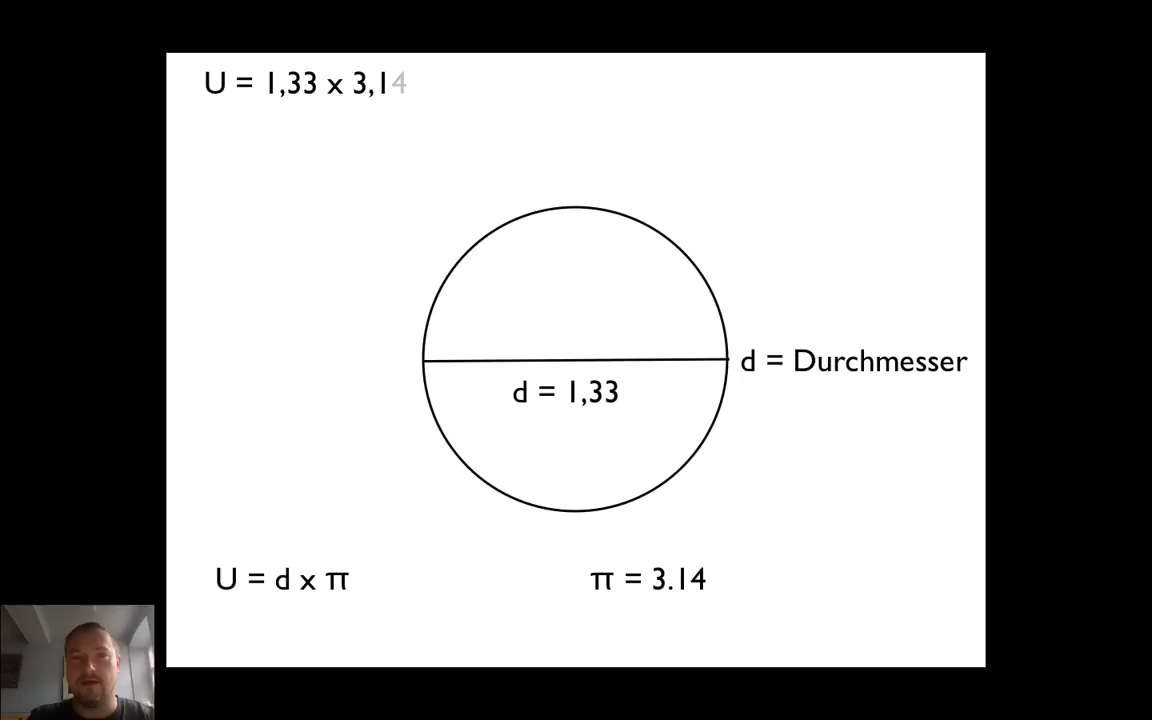 U = 1,33 x 3,14
d = Durchmesser
d = 1,33
U = d x π
π = 3.14